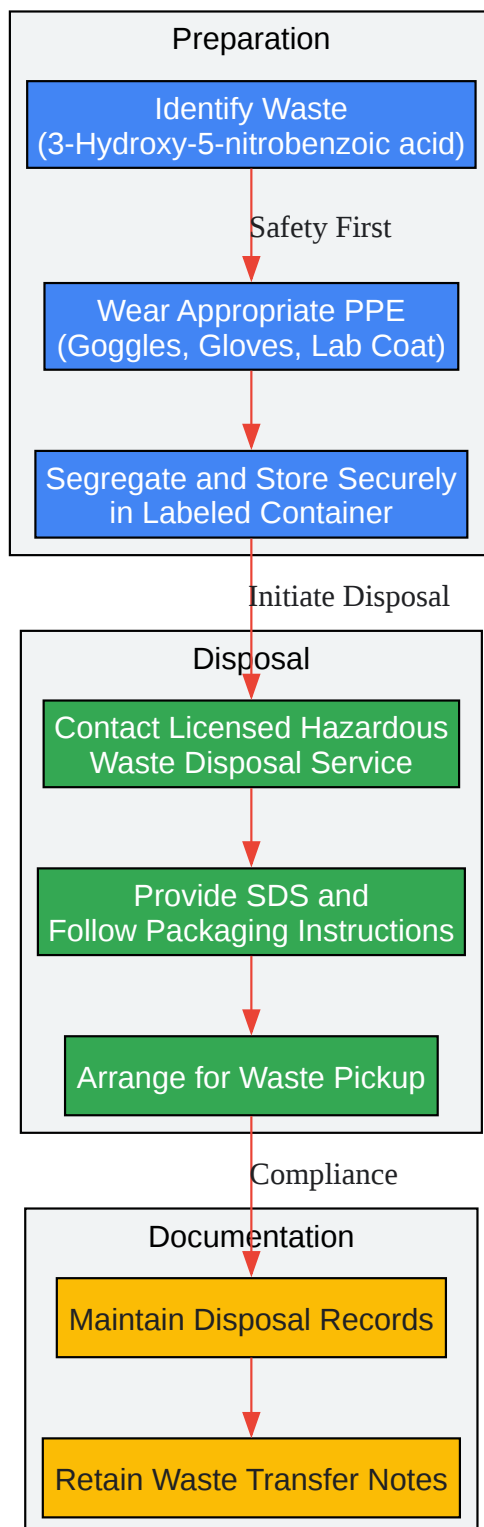 Preparation
Identify Waste
(3-Hydroxy-5-nitrobenzoic acid)
Safety First
Wear Appropriate PPE
(Goggles, Gloves, Lab Coat)
Segregate and Store Securely
in Labeled Container
Initiate Disposal
Disposal
Contact Licensed Hazardous
Waste Disposal Service
Provide SDS and
Follow Packaging Instructions
Arrange for Waste Pickup
Compliance
Documentation
Maintain Disposal Records
Retain Waste Transfer Notes